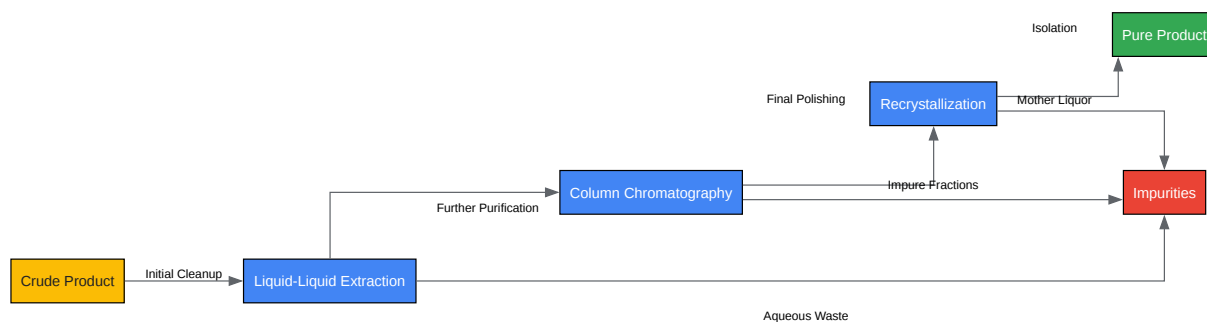 Isolation
Pure Product
Final Polishing
Recrystallization
Mother Liquor
Column Chromatography
Impure Fractions
Impurities
Further Purification
Crude Product
Initial Cleanup
Liquid-Liquid Extraction
Aqueous Waste